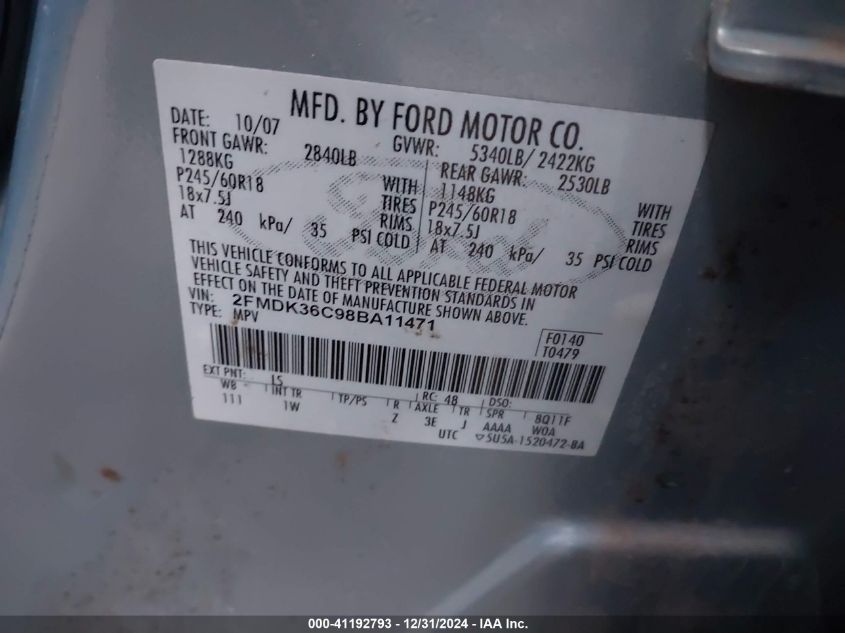 MFD. BY FORD MOTOR CO.
DATE: 10/07 GVWR: 5340LB/ 2422KG
FRONT GAWR: 2840LB REAR GAWR: 2530LB
1288KG WITH 1148KG WITH
P245/60R18 TIRES P245/60R18 TIRES
18x7.5J RIMS 18x7.5J RIMS
AT 240 kPa/ 35 PSI COLD AT 240 kPa/ 35 PSI COLD
THIS VEHICLE CONFORMS TO ALL APPLICABLE FEDERAL MOTOR
VEHICLE SAFETY AND THEFT PREVENTION STANDARDS IN
EFFECT ON THE DATE OF MANUFACTURE SHOWN ABOVE.
VIN: 2FMDK36C98BA11471
TYPE: MPV
F0140
T0479
EXT PNT: LS RC: 48 DSO:
WB INT TR TP/PS R AXLE TR SPR 8Q11F
111 1W Z 3E J AAAA WOA
UTC 5U5A-1520472-BA
000-41192793 - 12/31/2024 - IAA Inc.